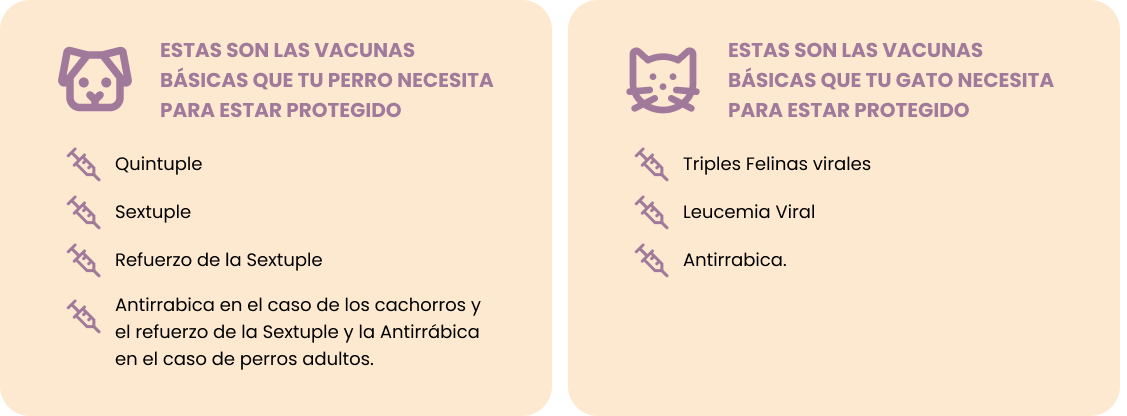 ESTAS SON LAS VACUNAS
BÁSICAS QUE TU PERRO NECESITA
PARA ESTAR PROTEGIDO
Quintuple
Sextuple
Refuerzo de la Sextuple
Antirrabica en el caso de los cachorros y
el refuerzo de la Sextuple y la Antirrábica
en el caso de perros adultos.
ESTAS SON LAS VACUNAS
BÁSICAS QUE TU GATO NECESITA
PARA ESTAR PROTEGIDO
Triples Felinas virales
Leucemia Viral
Antirrabica.